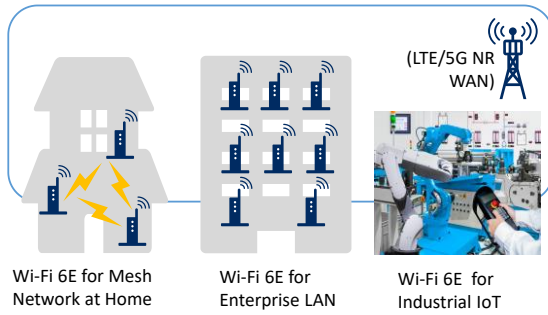 (LTE/5G NR
WAN)
Wi-Fi 6E for Mesh
Network at Home
Wi-Fi 6E for
Enterprise LAN
Wi-Fi 6E for
Industrial IoT